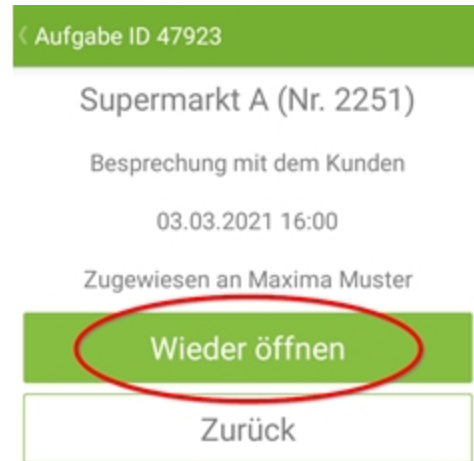 Aufgabe ID 47923
Supermarkt A (Nr. 2251)
Besprechung mit dem Kunden
03.03.2021 16:00
Zugewiesen an Maxima Muster
Wieder öffnen
Zurück